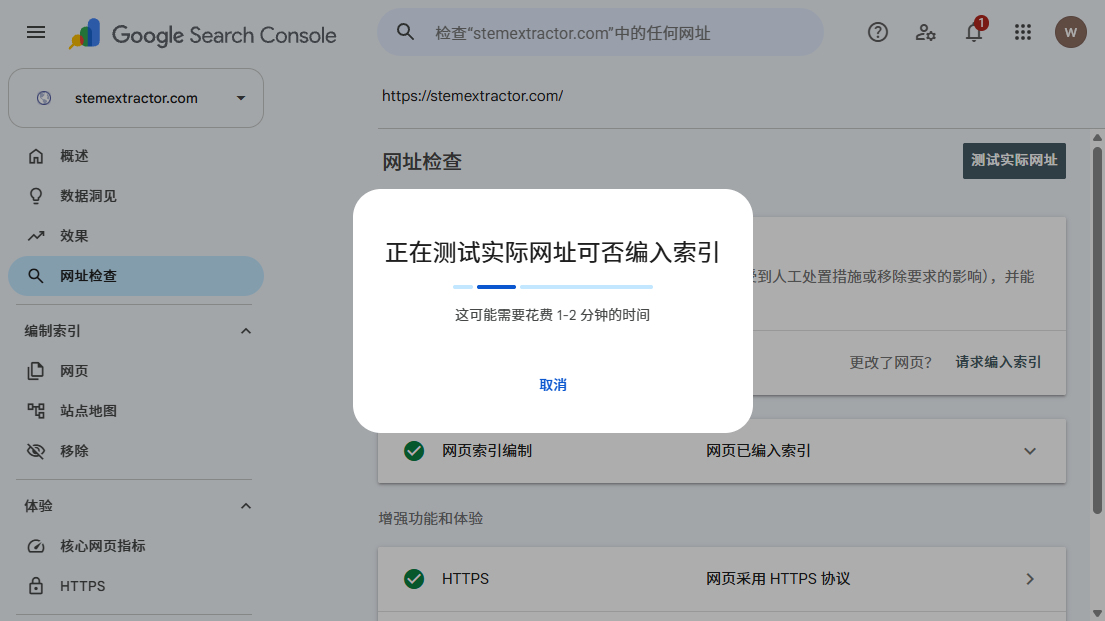 Google Search Console
检查“stemextractor.com”中的任何网址
1
W
stemextractor.com
https://stemextractor.com/
概述
数据洞见
效果
网址检查
编制索引
网页
站点地图
移除
体验
核心网页指标
HTTPS
网址检查
测试实际网址
正在测试实际网址可否编入索引
这可能需要花费 1-2 分钟的时间
取消
到人工处置措施或移除要求的影响)，并能
更改了网页？ 请求编入索引
网页索引编制 网页已编入索引
增强功能和体验
HTTPS 网页采用 HTTPS 协议